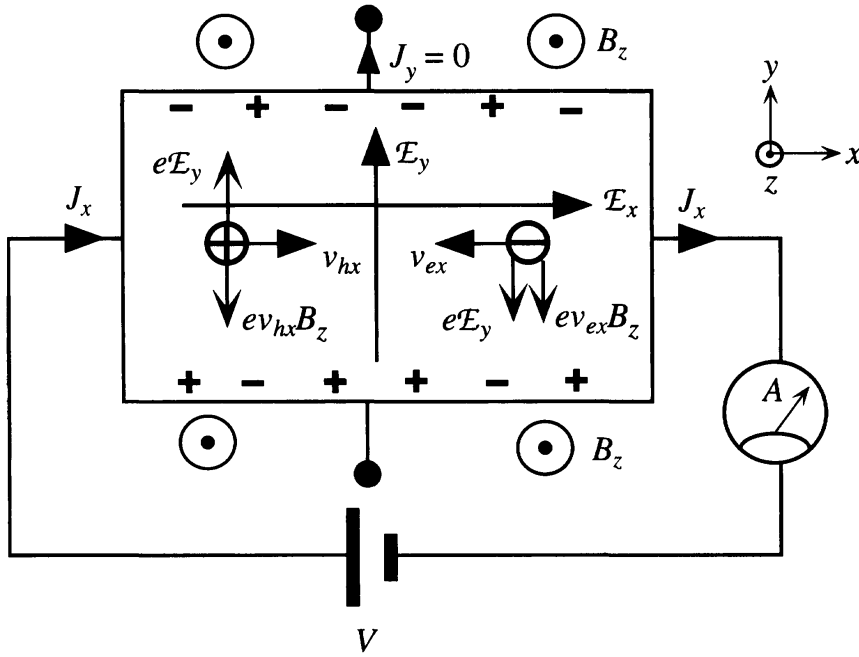 J_y = 0
B_z
− + − − + −
y
x
z
eℰ_y
ℰ_y
ℰ_x
J_x
J_x
v_hx
v_ex
ev_hxB_z
eℰ_y
ev_exB_z
+ − + + − +
A
B_z
V